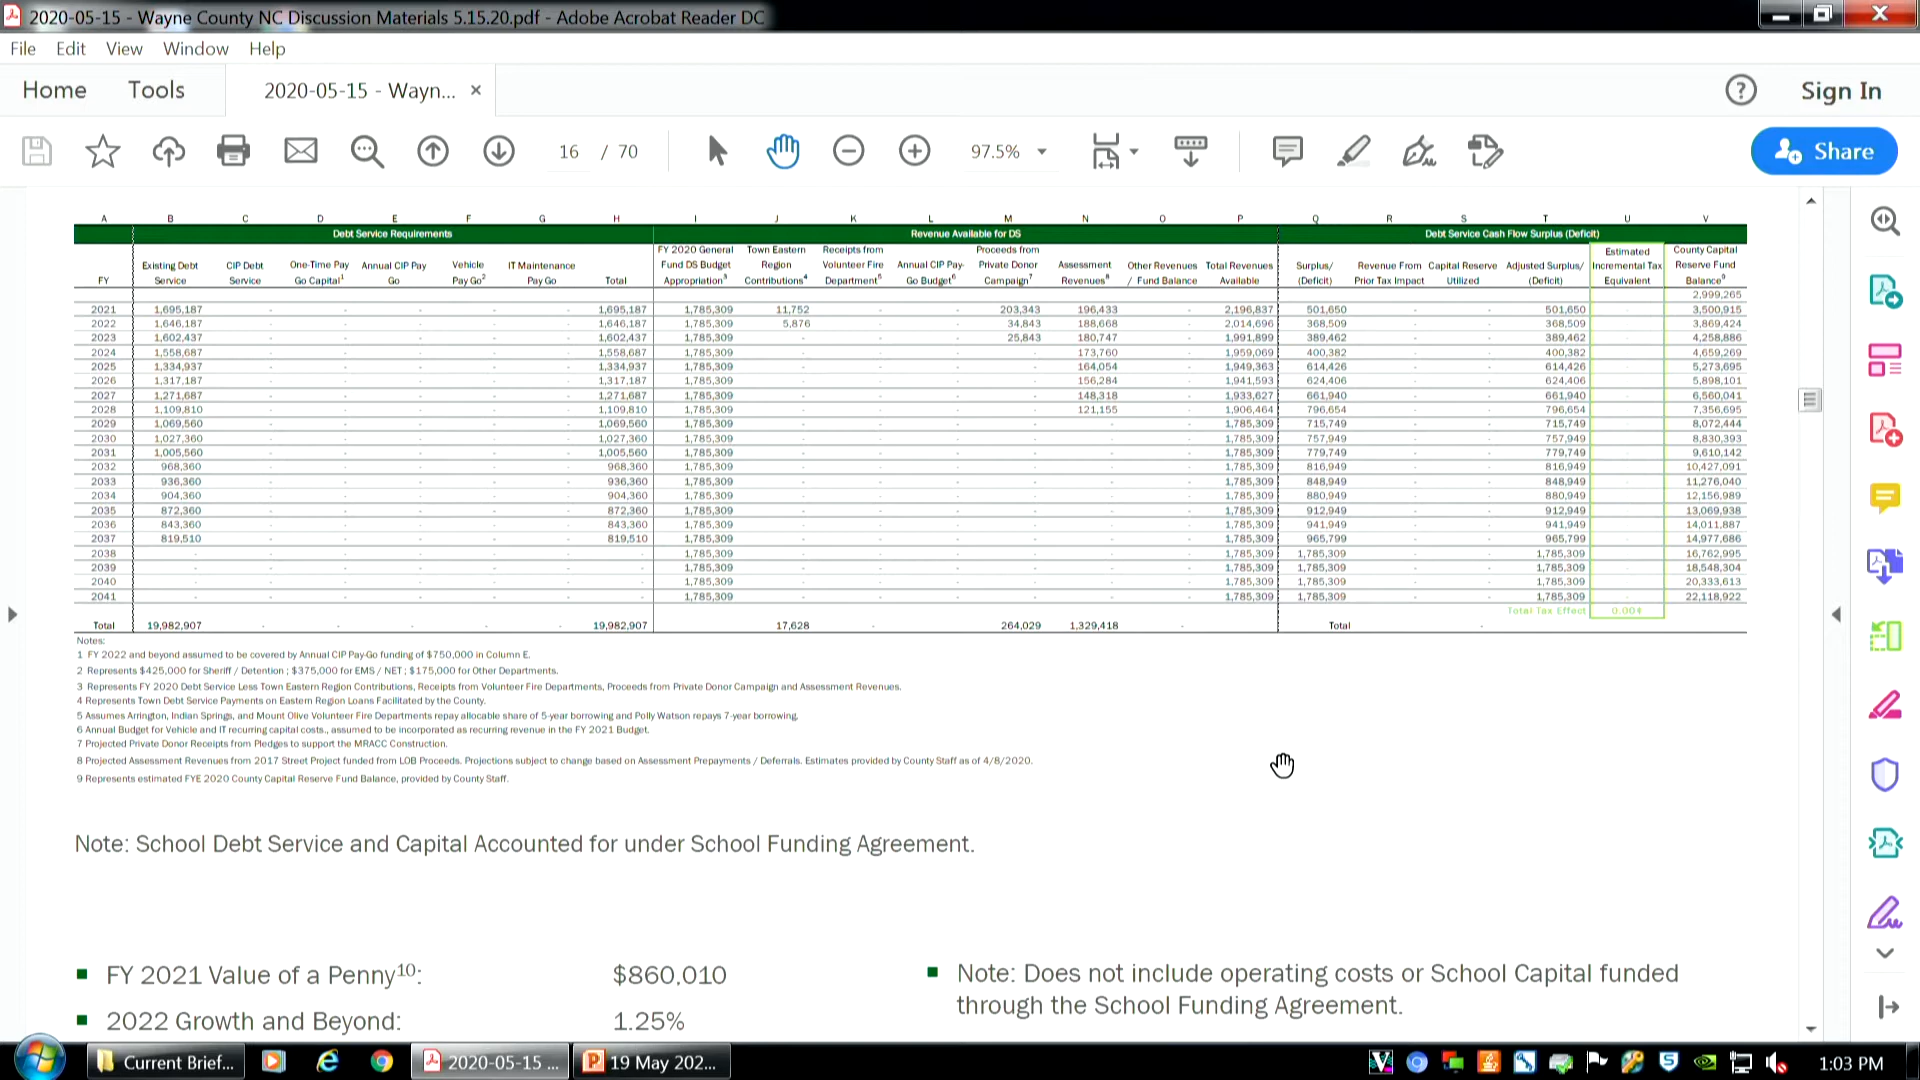 2020-05-15 - Wayne County NC Discussion Materials 5.15.20.pdf - Adobe Acrobat Reader DC
File Edit View Window Help
Home Tools 2020-05-15 - Wayn... × ? Sign In
16 / 70 97.5% Share
A B C D E F G H I J K L M N O P Q R S T U V
Debt Service Requirements Revenue Available for DS Debt Service Cash Flow Surplus (Deficit)
FY 2020 General Town Eastern Receipts from Proceeds from Estimated County Capital
Existing Debt CIP Debt One-Time Pay Annual CIP Pay Vehicle IT Maintenance Fund DS Budget Region Volunteer Fire Annual CIP Pay- Private Donor Assessment Other Revenues Total Revenues Surplus/ Revenue From Capital Reserve Adjusted Surplus/ Incremental Tax Reserve Fund
FY Service Service Go Capital¹ Go Pay Go² Pay Go Total Appropriation³ Contributions⁴ Department⁵ Go Budget⁶ Campaign⁷ Revenues⁸ / Fund Balance Available (Deficit) Prior Tax Impact Utilized (Deficit) Equivalent Balance⁹
2,999,265
2021 1,695,187 - - - - - 1,695,187 1,785,309 11,752 - - 203,343 196,433 - 2,196,837 501,650 - - 501,650 - 3,500,915
2022 1,646,187 - - - - - 1,646,187 1,785,309 5,876 - - 34,843 188,668 - 2,014,696 368,509 - - 368,509 - 3,869,424
2023 1,602,437 - - - - - 1,602,437 1,785,309 - - - 25,843 180,747 - 1,991,899 389,462 - - 389,462 - 4,258,886
2024 1,558,687 - - - - - 1,558,687 1,785,309 - - - - 173,760 - 1,959,069 400,382 - - 400,382 - 4,659,269
2025 1,334,937 - - - - - 1,334,937 1,785,309 - - - - 164,054 - 1,949,363 614,426 - - 614,426 - 5,273,695
2026 1,317,187 - - - - - 1,317,187 1,785,309 - - - - 156,284 - 1,941,593 624,406 - - 624,406 - 5,898,101
2027 1,271,687 - - - - - 1,271,687 1,785,309 - - - - 148,318 - 1,933,627 661,940 - - 661,940 - 6,560,041
2028 1,109,810 - - - - - 1,109,810 1,785,309 - - - - 121,155 - 1,906,464 796,654 - - 796,654 - 7,356,695
2029 1,069,560 - - - - - 1,069,560 1,785,309 - - - - - - 1,785,309 715,749 - - 715,749 - 8,072,444
2030 1,027,360 - - - - - 1,027,360 1,785,309 - - - - - - 1,785,309 757,949 - - 757,949 - 8,830,393
2031 1,005,560 - - - - - 1,005,560 1,785,309 - - - - - - 1,785,309 779,749 - - 779,749 - 9,610,142
2032 968,360 - - - - - 968,360 1,785,309 - - - - - - 1,785,309 816,949 - - 816,949 - 10,427,091
2033 936,360 - - - - - 936,360 1,785,309 - - - - - - 1,785,309 848,949 - - 848,949 - 11,276,040
2034 904,360 - - - - - 904,360 1,785,309 - - - - - - 1,785,309 880,949 - - 880,949 - 12,156,989
2035 872,360 - - - - - 872,360 1,785,309 - - - - - - 1,785,309 912,949 - - 912,949 - 13,069,938
2036 843,360 - - - - - 843,360 1,785,309 - - - - - - 1,785,309 941,949 - - 941,949 - 14,011,887
2037 819,510 - - - - - 819,510 1,785,309 - - - - - - 1,785,309 965,799 - - 965,799 - 14,977,686
2038 - - - - - - - 1,785,309 - - - - - - 1,785,309 1,785,309 - - 1,785,309 - 16,762,995
2039 - - - - - - - 1,785,309 - - - - - - 1,785,309 1,785,309 - - 1,785,309 - 18,548,304
2040 - - - - - - - 1,785,309 - - - - - - 1,785,309 1,785,309 - - 1,785,309 - 20,333,613
2041 - - - - - - - 1,785,309 - - - - - - 1,785,309 1,785,309 - - 1,785,309 - 22,118,922
Total Tax Effect 0.00¢
Total 19,982,907 - - - - - 19,982,907 17,628 - 264,029 1,329,418 - Total -
Notes:
1 FY 2022 and beyond assumed to be covered by Annual CIP Pay-Go funding of $750,000 in Column E.
2 Represents $425,000 for Sheriff / Detention ; $375,000 for EMS / NET ; $175,000 for Other Departments.
3 Represents FY 2020 Debt Service Less Town Eastern Region Contributions, Receipts from Volunteer Fire Departments, Proceeds from Private Donor Campaign and Assessment Revenues.
4 Represents Town Debt Service Payments on Eastern Region Loans Facilitated by the County.
5 Assumes Arrington, Indian Springs, and Mount Olive Volunteer Fire Departments repay allocable share of 5-year borrowing and Polly Watson repays 7-year borrowing.
6 Annual Budget for Vehicle and IT recurring capital costs., assumed to be incorporated as recurring revenue in the FY 2021 Budget.
7 Projected Private Donor Receipts from Pledges to support the MRACC Construction.
8 Projected Assessment Revenues from 2017 Street Project funded from LOB Proceeds. Projections subject to change based on Assessment Prepayments / Deferrals. Estimates provided by County Staff as of 4/8/2020.
9 Represents estimated FYE 2020 County Capital Reserve Fund Balance, provided by County Staff.
Note: School Debt Service and Capital Accounted for under School Funding Agreement.
▪ FY 2021 Value of a Penny¹⁰: $860,010
▪ 2022 Growth and Beyond: 1.25%
▪ Note: Does not include operating costs or School Capital funded
through the School Funding Agreement.
Current Brief... 2020-05-15 ... 19 May 202... 1:03 PM